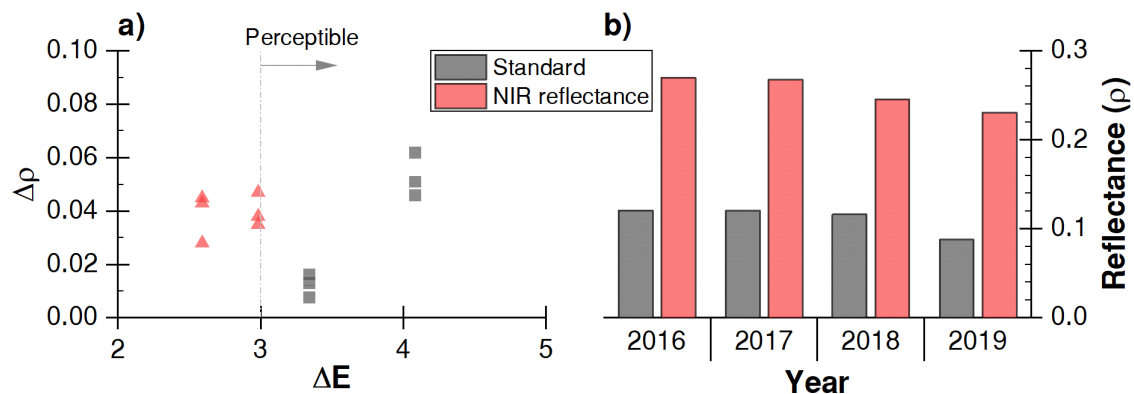 a)
Perceptible
0.10
0.08
0.06
0.04
0.02
0.00
Δρ
2 3 4 5
ΔE
Standard
NIR reflectance
b)
0.3
0.2
0.1
0.0
Reflectance (ρ)
2016 2017 2018 2019
Year